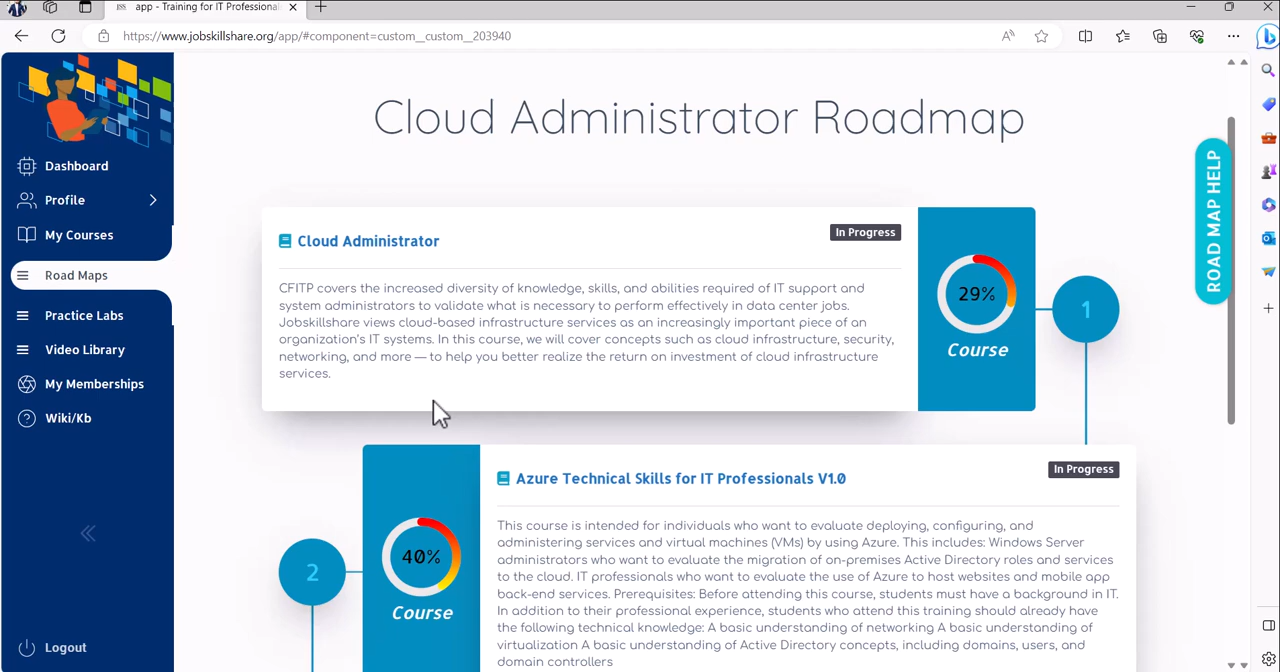 app - Training for IT Professiona
https://www.jobskillshare.org/app/#component=custom__custom_203940
Dashboard
Profile
My Courses
Road Maps
Practice Labs
Video Library
My Memberships
Wiki/Kb
Logout
Cloud Administrator Roadmap
ROAD MAP HELP
Cloud Administrator
In Progress
CFITP covers the increased diversity of knowledge, skills, and abilities required of IT support and
system administrators to validate what is necessary to perform effectively in data center jobs.
Jobskillshare views cloud-based infrastructure services as an increasingly important piece of an
organization's IT systems. In this course, we will cover concepts such as cloud infrastructure, security,
networking, and more — to help you better realize the return on investment of cloud infrastructure
services.
29%
Course
1
Azure Technical Skills for IT Professionals V1.0
In Progress
This course is intended for individuals who want to evaluate deploying, configuring, and
administering services and virtual machines (VMs) by using Azure. This includes: Windows Server
administrators who want to evaluate the migration of on-premises Active Directory roles and services
to the cloud. IT professionals who want to evaluate the use of Azure to host websites and mobile app
back-end services. Prerequisites: Before attending this course, students must have a background in IT.
In addition to their professional experience, students who attend this training should already have
the following technical knowledge: A basic understanding of networking A basic understanding of
virtualization A basic understanding of Active Directory concepts, including domains, users, and
domain controllers
40%
Course
2